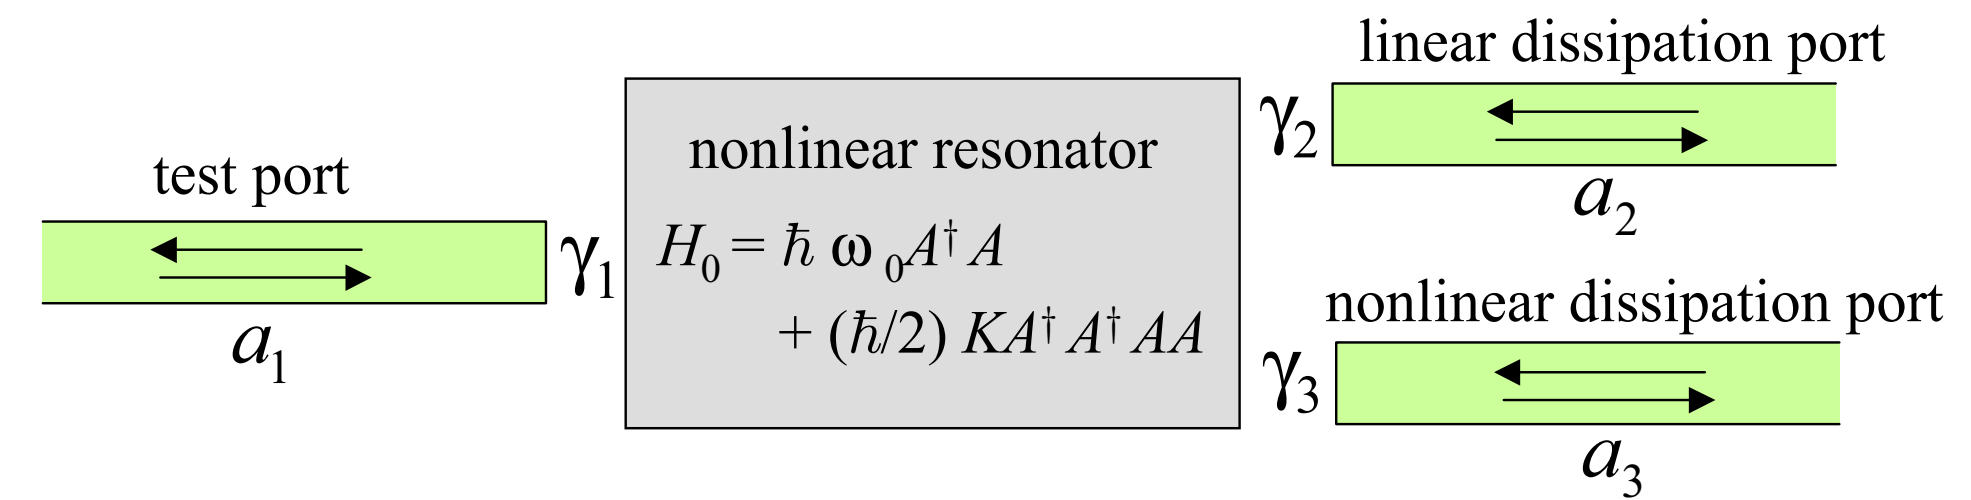 test port
γ₁
a₁
nonlinear resonator
H₀ = ℏ ω ₀A† A
+ (ℏ/2) KA† A† AA
linear dissipation port
γ₂
a₂
nonlinear dissipation port
γ₃
a₃